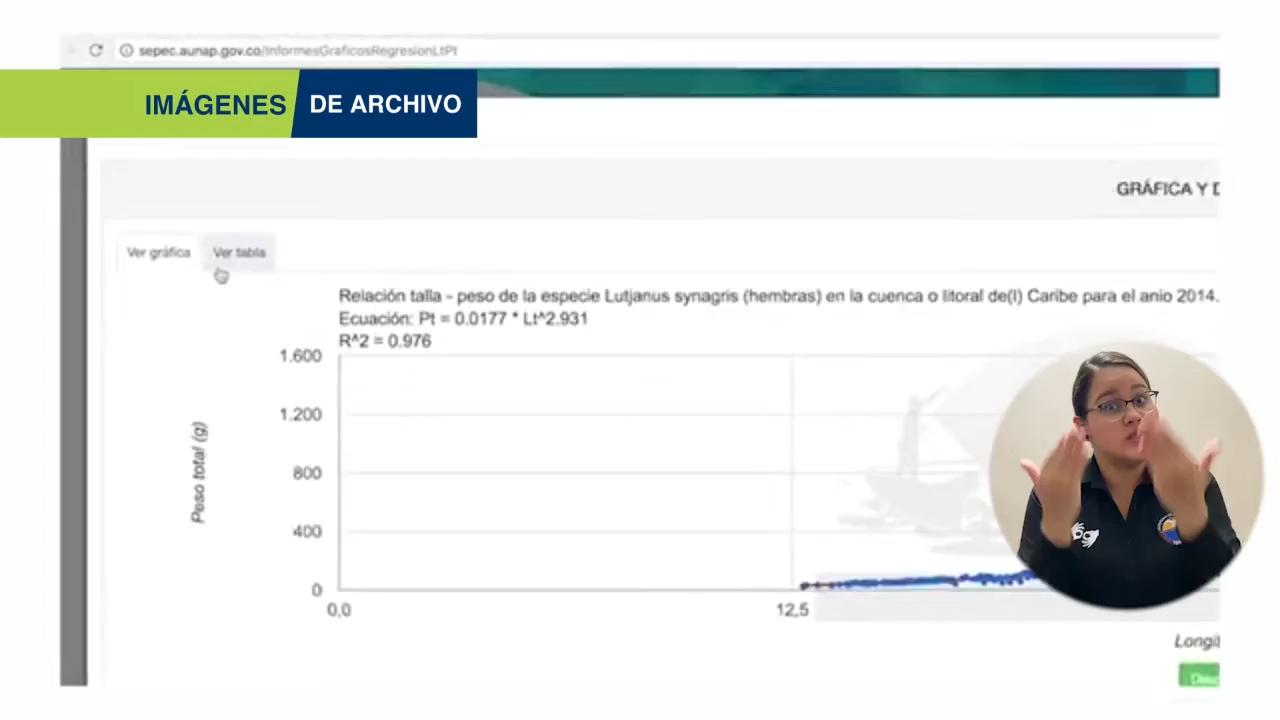 sepec.aunap.gov.co/InformesGraficosRegresionLtPt
IMÁGENES DE ARCHIVO
GRÁFICA Y D
Ver gráfica Ver tabla
Relación talla - peso de la especie Lutjanus synagris (hembras) en la cuenca o litoral de(l) Caribe para el anio 2014.
Ecuación: Pt = 0.0177 * Lt^2.931
R^2 = 0.976
1.600
1.200
800
400
0
Peso total (g)
0,0 12,5
Longit